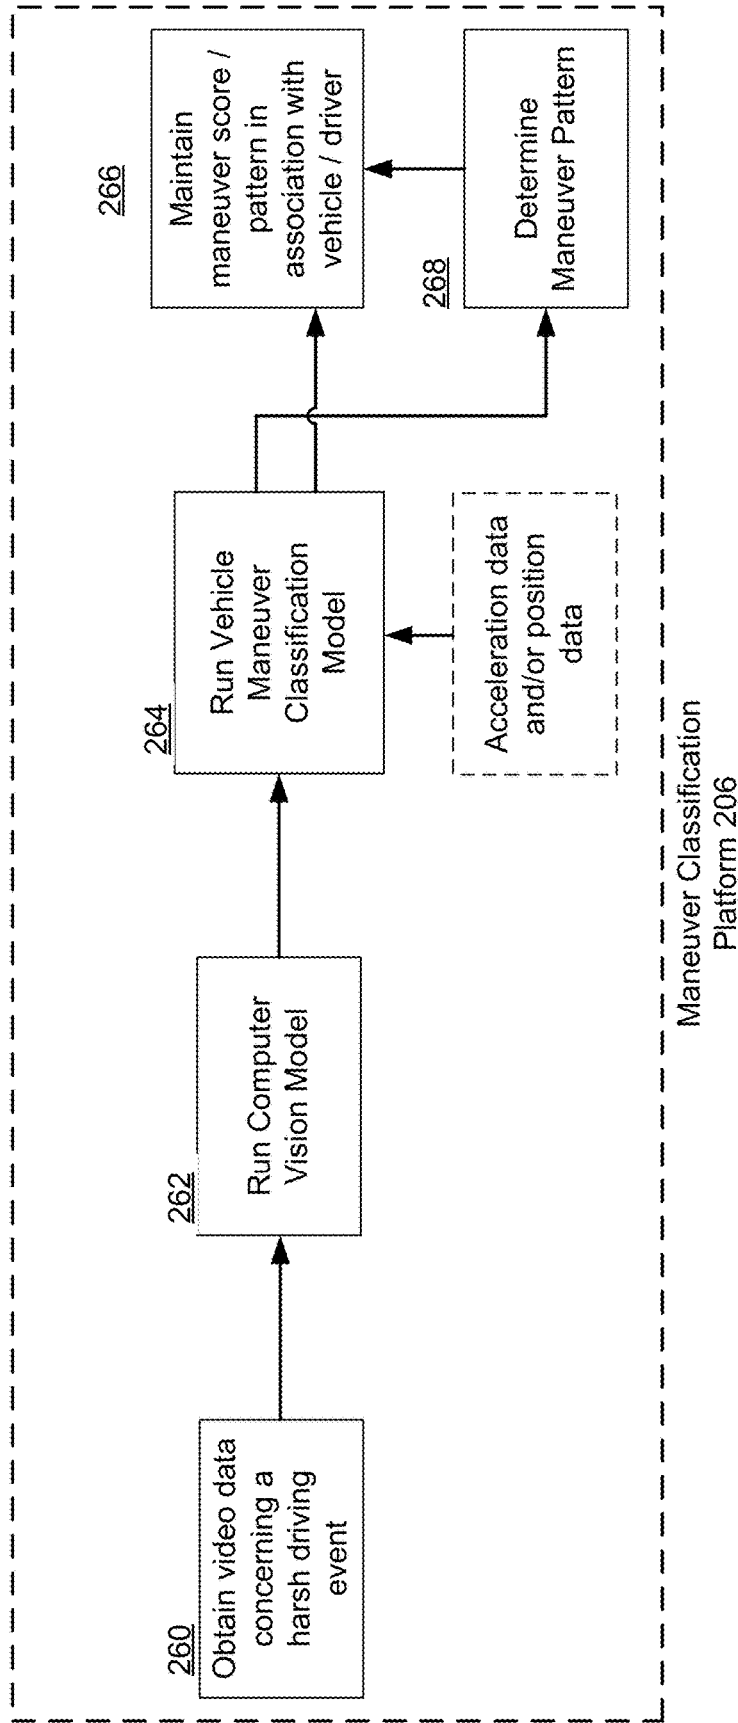 260
Obtain video data
concerning a
harsh driving
event
262
Run Computer
Vision Model
264
Run Vehicle
Maneuver
Classification
Model
Acceleration data
and/or position
data
266
Maintain
maneuver score /
pattern in
association with
vehicle / driver
268
Determine
Maneuver Pattern
Maneuver Classification
Platform 206